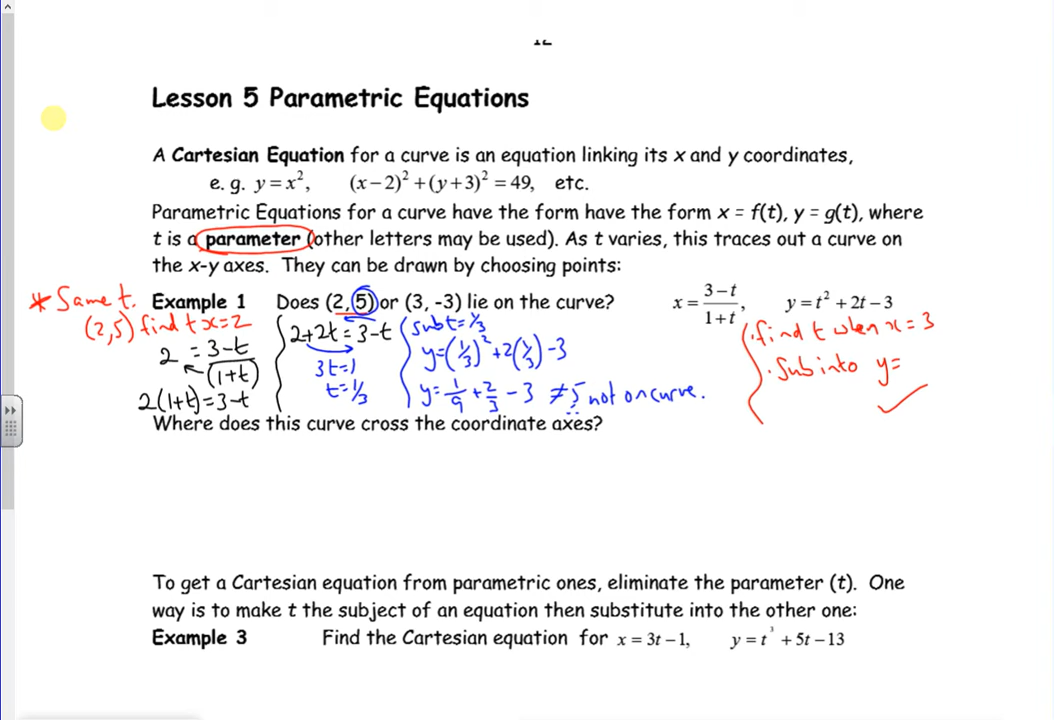 Lesson 5 Parametric Equations
A Cartesian Equation for a curve is an equation linking its x and y coordinates,
e. g. y = x², (x − 2)² + (y + 3)² = 49, etc.
Parametric Equations for a curve have the form have the form x = f(t), y = g(t), where
t is a parameter (other letters may be used). As t varies, this traces out a curve on
the x-y axes. They can be drawn by choosing points:
* Same t.
Example 1 Does (2, 5) or (3, -3) lie on the curve? x = (3 − t)/(1 + t), y = t² + 2t − 3
(2,5) find t x=2
2 = 3-t/(1+t)
2(1+t)=3-t
2+2t = 3-t
3t=1
t=1/3
Sub t=1/3
y=(1/3)²+2(1/3)-3
y=1/9+2/3-3 ≠5 not on curve.
. find t when x=3
. Sub into y=
✓
Where does this curve cross the coordinate axes?
To get a Cartesian equation from parametric ones, eliminate the parameter (t). One
way is to make t the subject of an equation then substitute into the other one:
Example 3 Find the Cartesian equation for x = 3t − 1, y = t³ + 5t − 13